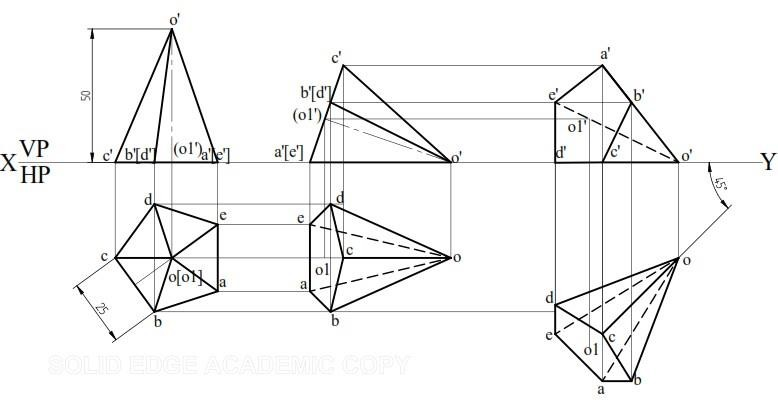 o'
50
X
VP
HP
c'
b'[d']
(o1')
a'[e']
d
e
c
o[o1]
a
b
25
c'
b'[d']
(o1')
a'[e']
o'
d
e
c
o1
o
a
b
a'
e'
b'
o1'
d'
c'
o'
Y
45°
o
d
e
c
o1
a
b
SOLID EDGE ACADEMIC COPY